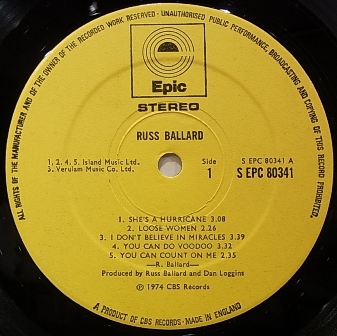 ALL RIGHTS OF THE MANUFACTURER AND OF THE OWNER OF THE RECORDED WORK RESERVED · UNAUTHORISED PUBLIC PERFORMANCE, BROADCASTING AND COPYING OF THIS RECORD PROHIBITED.
Epic
STEREO
RUSS BALLARD
1, 2, 4, 5. Island Music Ltd.
3. Verulam Music Co. Ltd.
Side
1
S EPC 80341 A
S EPC 80341
1. SHE'S A HURRICANE 3.08
2. LOOSE WOMEN 2.26
3. I DON'T BELIEVE IN MIRACLES 3.39
4. YOU CAN DO VOODOO 3.32
5. YOU CAN COUNT ON ME 2.35
—R. Ballard—
Produced by Russ Ballard and Dan Loggins
℗ 1974 CBS Records
A PRODUCT OF CBS RECORDS · MADE IN ENGLAND